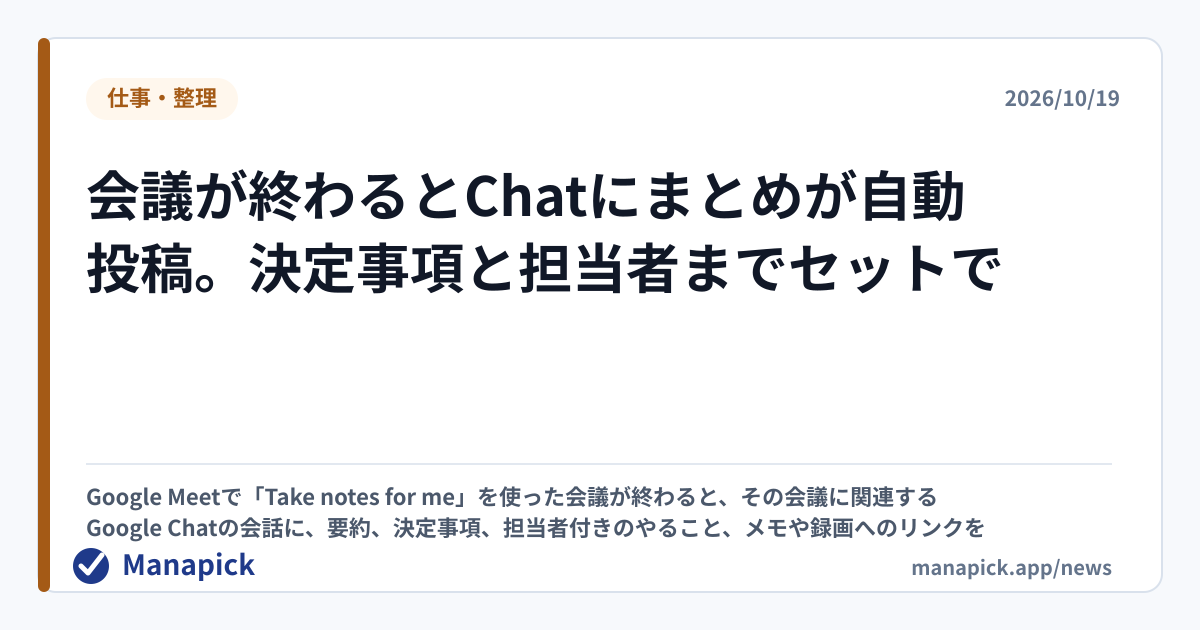 仕事・整理
2026/10/19
会議が終わるとChatにまとめが自動
投稿。決定事項と担当者までセットで
Google Meetで「Take notes for me」を使った会議が終わると、その会議に関連する
Google Chatの会話に、要約、決定事項、担当者付きのやること、メモや録画へのリンクを
Manapick
manapick.app/news